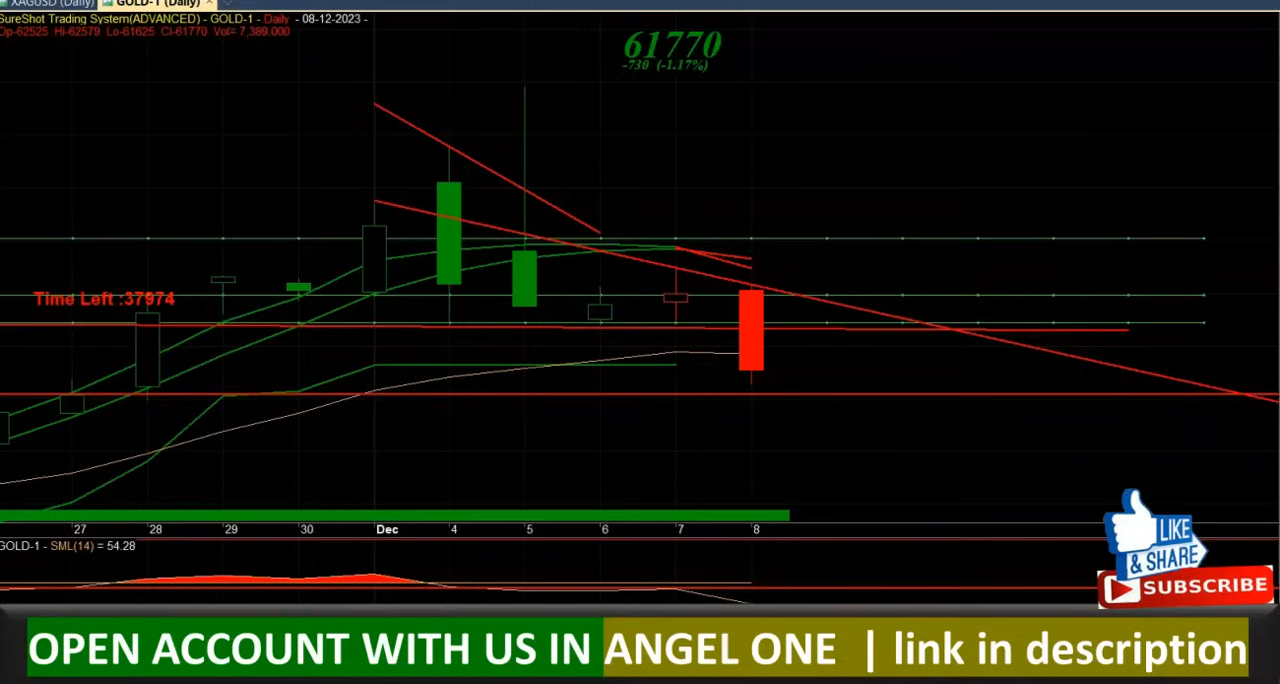 XAGUSD (Daily) GOLD-1 (Daily)
SureShot Trading System(ADVANCED) - GOLD-1 - Daily - 08-12-2023 -
Op-62525 Hi-62579 Lo-61625 Cl-61770 Vol= 7,389.000
61770
-730 (-1.17%)
Time Left :37974
27 28 29 30 Dec 4 5 6 7 8
GOLD-1 - SML(14) = 54.28
LIKE
& SHARE
SUBSCRIBE
OPEN ACCOUNT WITH US IN ANGEL ONE | link in description